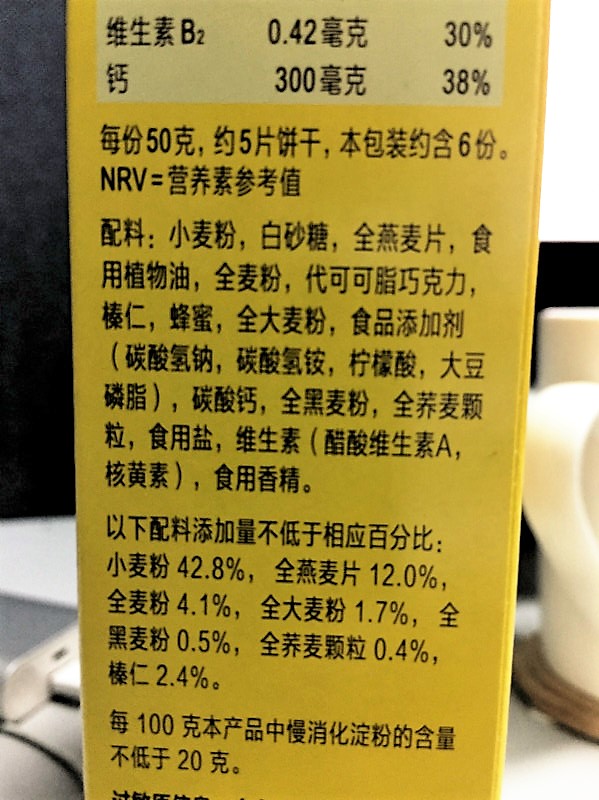 维生素B₂ 0.42毫克 30%
钙 300毫克 38%
每份50克，约5片饼干，本包装约含6份。
NRV=营养素参考值
配料：小麦粉，白砂糖，全燕麦片，食
用植物油，全麦粉，代可可脂巧克力，
榛仁，蜂蜜，全大麦粉，食品添加剂
（碳酸氢钠，碳酸氢铵，柠檬酸，大豆
磷脂），碳酸钙，全黑麦粉，全荞麦颗
粒，食用盐，维生素（醋酸维生素A，
核黄素），食用香精。
以下配料添加量不低于相应百分比：
小麦粉 42.8%，全燕麦片 12.0%，
全麦粉 4.1%，全大麦粉 1.7%，全
黑麦粉 0.5%，全荞麦颗粒 0.4%，
榛仁 2.4%。
每 100 克本产品中慢消化淀粉的含量
不低于 20 克。